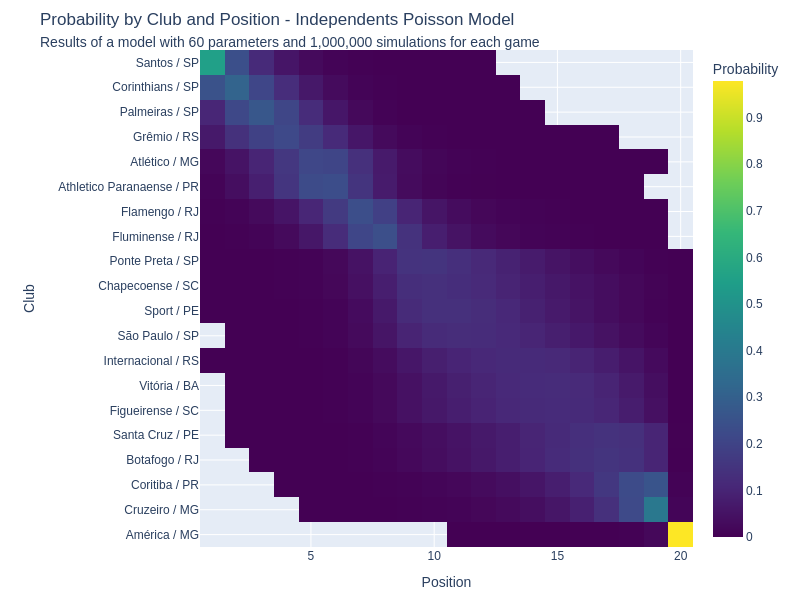 Probability by Club and Position - Independents Poisson Model
Results of a model with 60 parameters and 1,000,000 simulations for each game
Probability
Club
Santos / SP
Corinthians / SP
Palmeiras / SP
Grêmio / RS
Atlético / MG
Athletico Paranaense / PR
Flamengo / RJ
Fluminense / RJ
Ponte Preta / SP
Chapecoense / SC
Sport / PE
São Paulo / SP
Internacional / RS
Vitória / BA
Figueirense / SC
Santa Cruz / PE
Botafogo / RJ
Coritiba / PR
Cruzeiro / MG
América / MG
0.9
0.8
0.7
0.6
0.5
0.4
0.3
0.2
0.1
0
5 10 15 20
Position